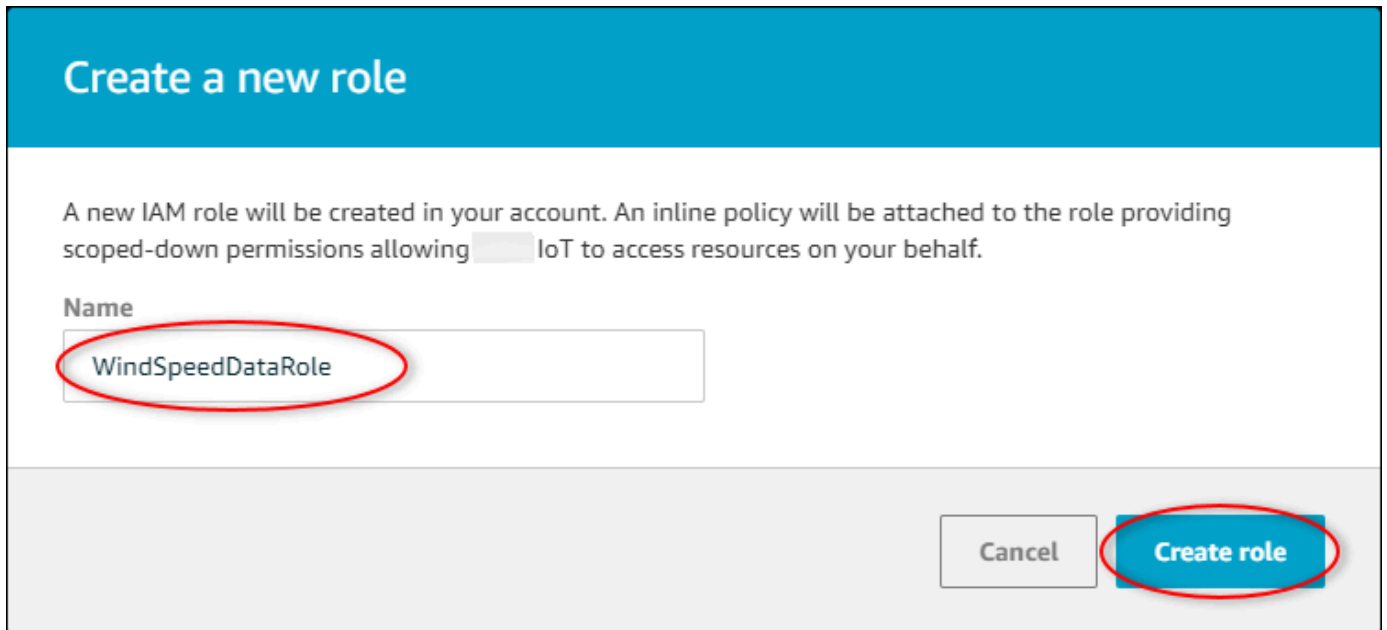 Create a new role
A new IAM role will be created in your account. An inline policy will be attached to the role providing
scoped-down permissions allowing IoT to access resources on your behalf.
Name
WindSpeedDataRole
Cancel
Create role